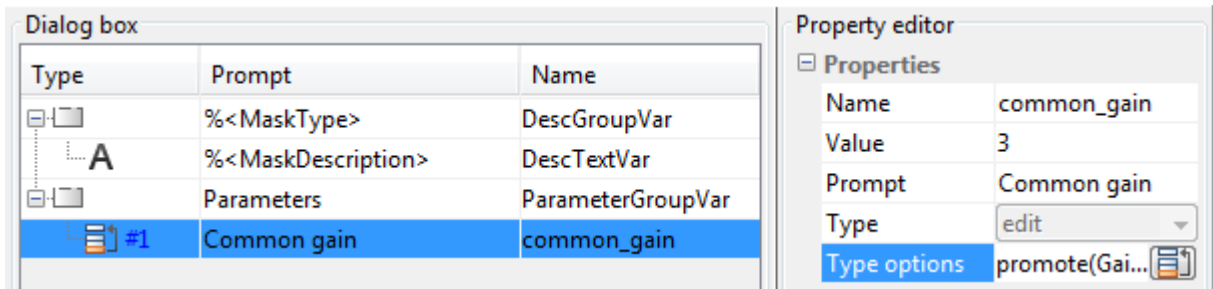 Dialog box
Type Prompt Name
%<MaskType> DescGroupVar
A %<MaskDescription> DescTextVar
Parameters ParameterGroupVar
#1 Common gain common_gain
Property editor
Properties
Name common_gain
Value 3
Prompt Common gain
Type edit
Type options promote(Gai...